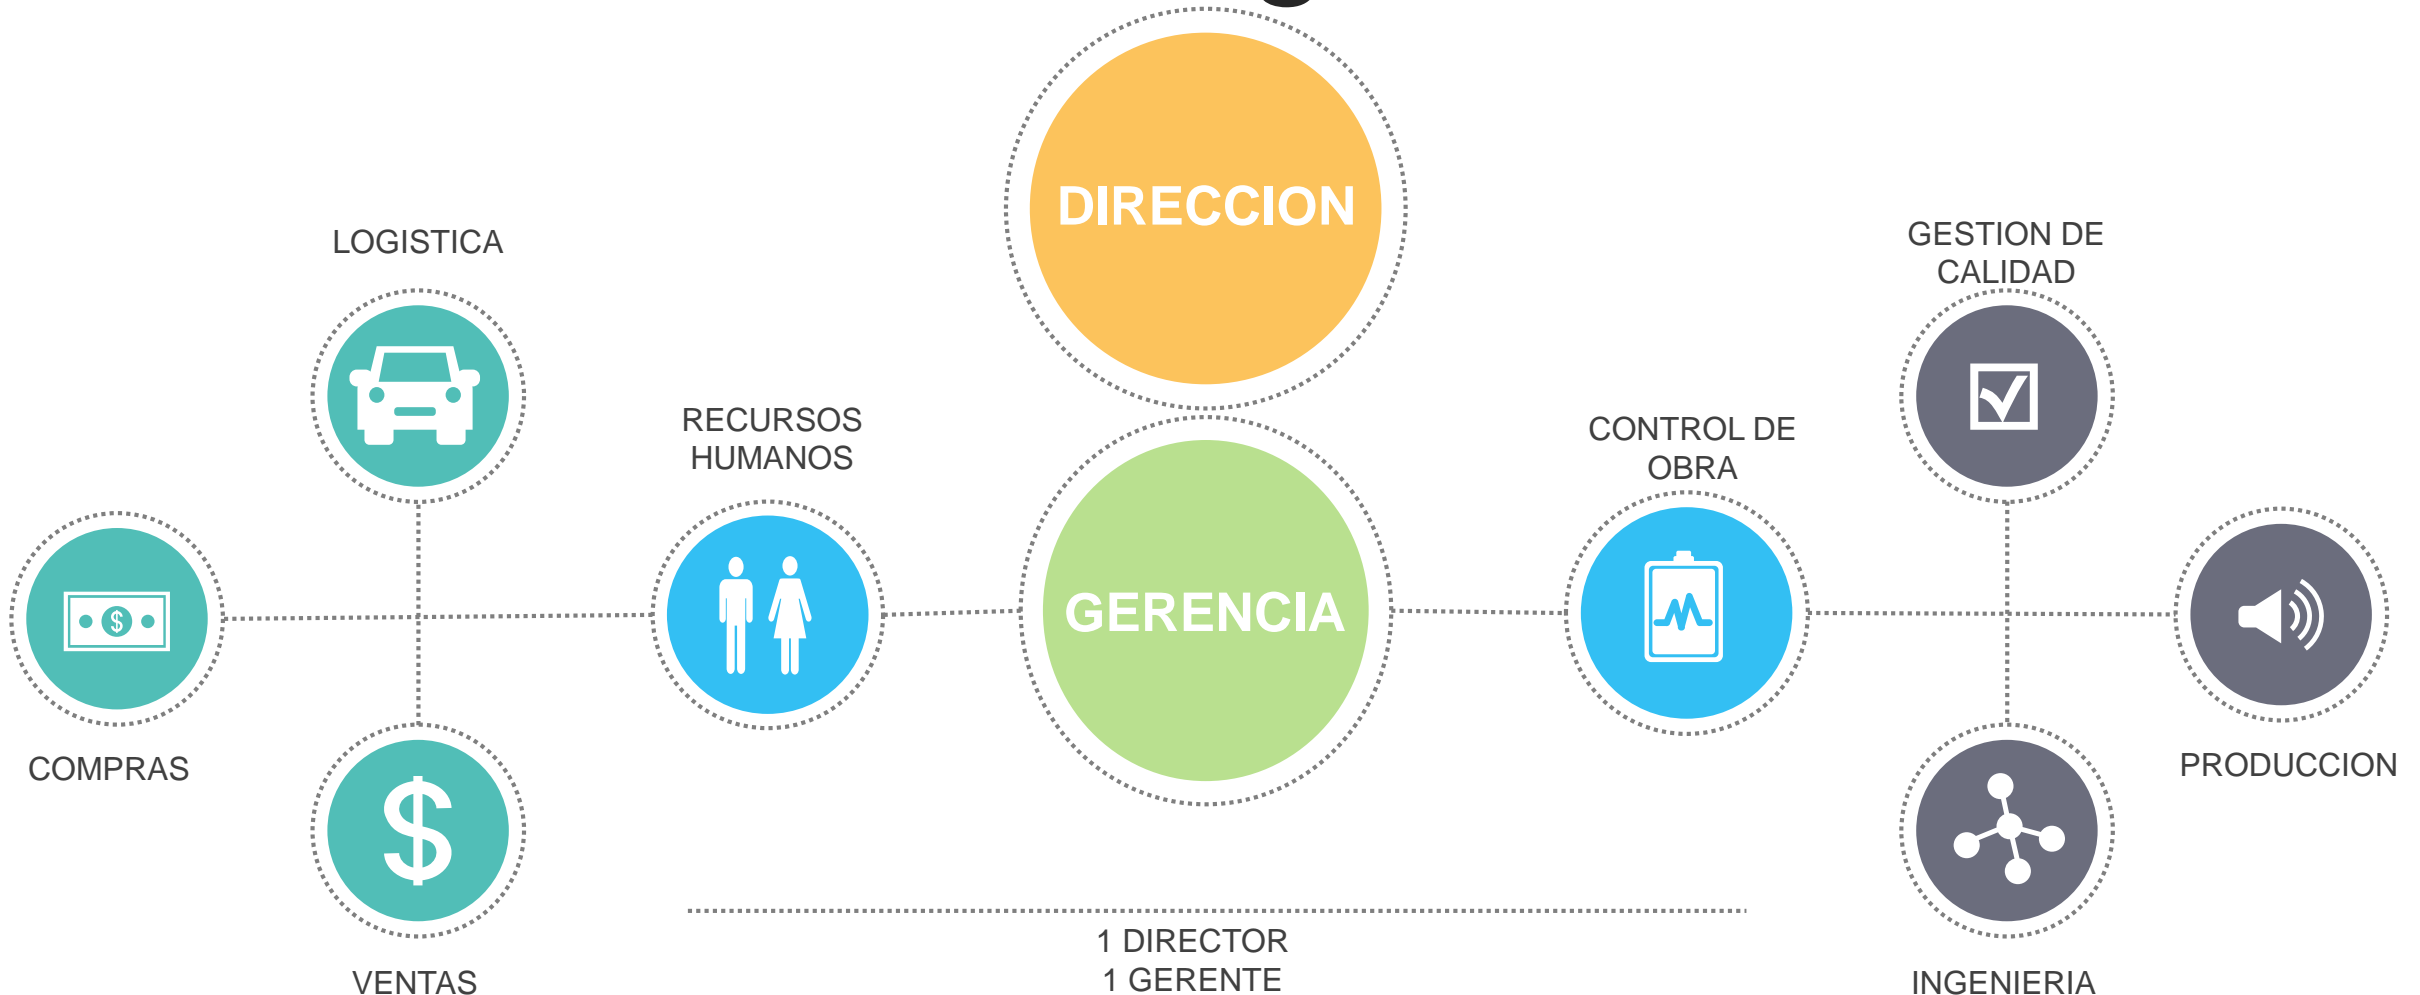 DIRECCION
LOGISTICA
GESTION DE
CALIDAD
RECURSOS
HUMANOS
CONTROL DE
OBRA
$
GERENCIA
COMPRAS
PRODUCCION
$
1 DIRECTOR
1 GERENTE
VENTAS
INGENIERIA